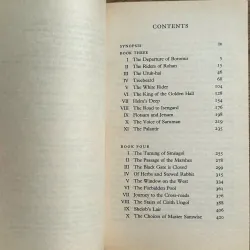 CONTENTS
SYNOPSIS ix
BOOK THREE
I The Departure of Boromir
II The Riders of Rohan
III The Uruk-hai
IV Treebeard
V The White Rider
VI The King of the Golden Hall
VII Helm's Deep
VIII The Road to Isengard
IX Flotsam and Jetsam
X The Voice of Saruman
XI The Palantír
BOOK FOUR
I The Taming of Sméagol
II The Passage of the Marshes
III The Black Gate is Closed
IV Of Herbs and Stewed Rabbit
V The Window on the West
VI The Forbidden Pool
VII Journey to the Cross-roads
VIII The Stairs of Cirith Ungol
IX Shelob's Lair
X The Choices of Master Samwise